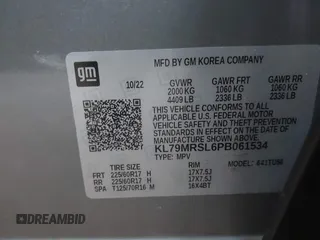 gm
MFD BY GM KOREA COMPANY
10/22 GVWR GAWR FRT GAWR RR
2000 KG 1060 KG 1060 KG
4409 LB 2336 LB 2336 LB
THIS VEHICLE CONFORMS TO ALL
APPLICABLE U.S. FEDERAL MOTOR
VEHICLE SAFETY, BUMPER, AND THEFT
PREVENTION STANDARDS IN EFFECT ON
THE DATE OF MANUFACTURE SHOWN ABOVE.
KL79MRSL6PB061534
TYPE: MPV MODEL:
TIRE SIZE RIM
FRT 225/60R17 H 17X7.5J
RR 225/60R17 H 17X7.5J
SPA T125/70R16 M 16X4BT
© DREAMBID